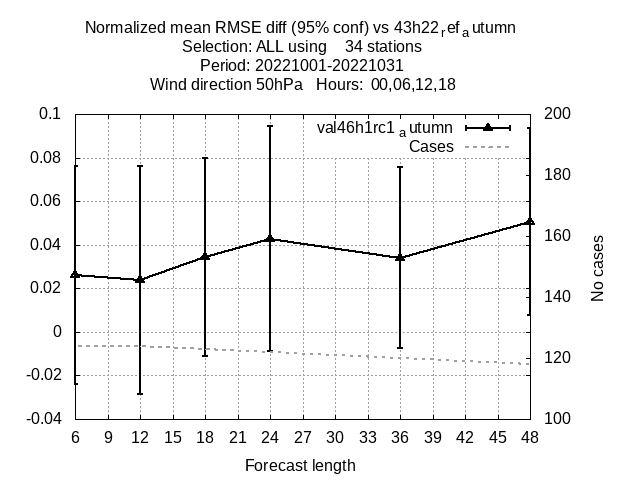 Normalized mean RMSE diff (95% conf) vs 43h22refautumn
Selection: ALL using    34 stations
Period: 20221001-20221031
Wind direction 50hPa   Hours:  00,06,12,18
0.1
0.08
0.06
0.04
0.02
0
-0.02
-0.04
200
180
160
140
120
100
val46h1rc1autumn
Cases
No cases
6 9 12 15 18 21 24 27 30 33 36 39 42 45 48
Forecast length